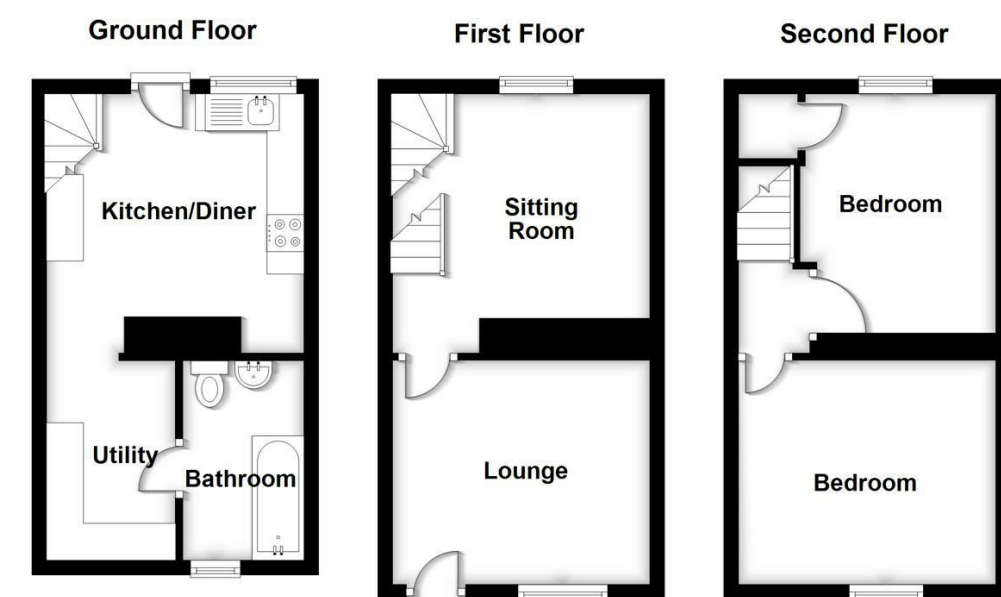 Ground Floor
Kitchen/Diner
Utility
Bathroom
First Floor
Sitting
Room
Lounge
Second Floor
Bedroom
Bedroom